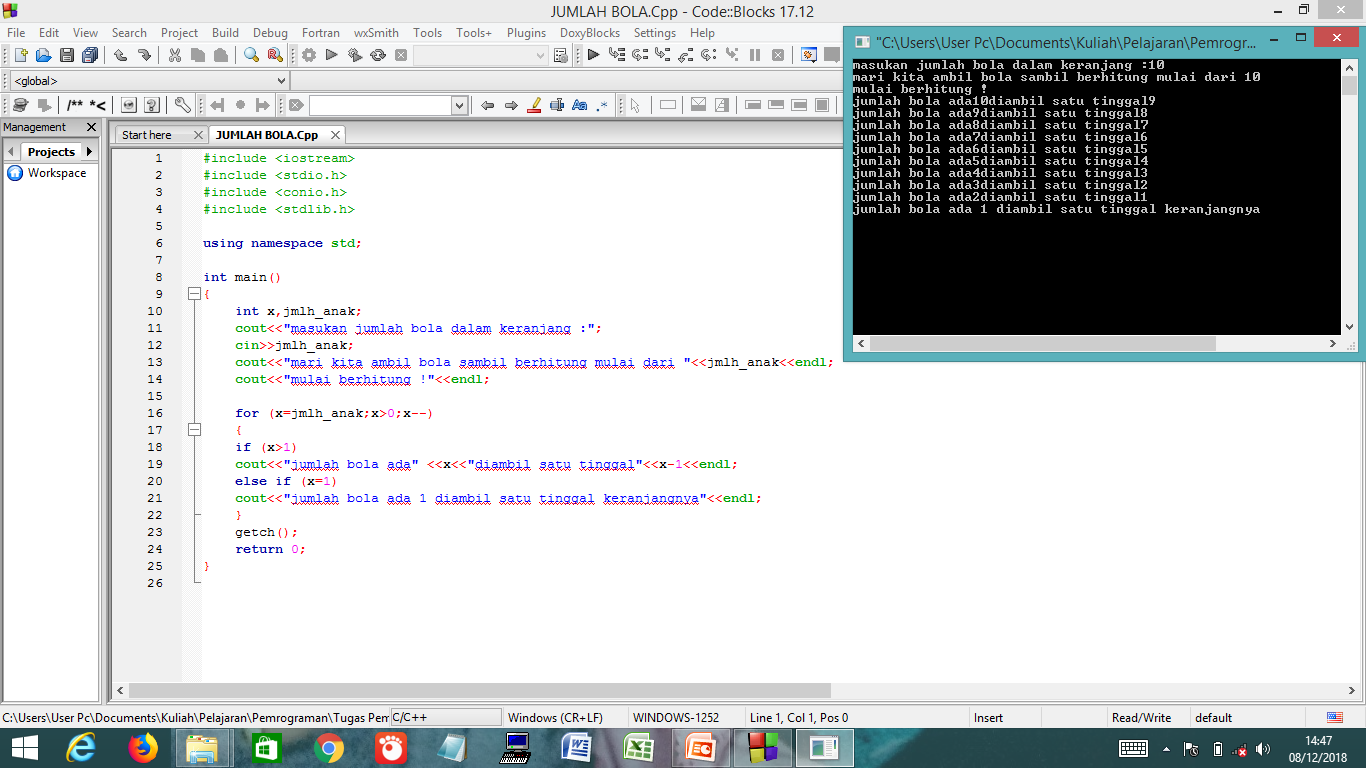 JUMLAH BOLA.Cpp - Code::Blocks 17.12
File Edit View Search Project Build Debug Fortran wxSmith Tools Tools+ Plugins DoxyBlocks Settings Help
<global>
/** *<
Aa .*
Management
Projects
Workspace
Start here JUMLAH BOLA.Cpp
1 #include <iostream>
2 #include <stdio.h>
3 #include <conio.h>
4 #include <stdlib.h>
5
6 using namespace std;
7
8 int main()
9 {
10 int x,jmlh_anak;
11 cout<<"masukan jumlah bola dalam keranjang :";
12 cin>>jmlh_anak;
13 cout<<"mari kita ambil bola sambil berhitung mulai dari "<<jmlh_anak<<endl;
14 cout<<"mulai berhitung !"<<endl;
15
16 for (x=jmlh_anak;x>0;x--)
17 {
18 if (x>1)
19 cout<<"jumlah bola ada" <<x<<"diambil satu tinggal"<<x-1<<endl;
20 else if (x=1)
21 cout<<"jumlah bola ada 1 diambil satu tinggal keranjangnya"<<endl;
22 }
23 getch();
24 return 0;
25 }
26
"C:\Users\User Pc\Documents\Kuliah\Pelajaran\Pemrogr...
masukan jumlah bola dalam keranjang :10
mari kita ambil bola sambil berhitung mulai dari 10
mulai berhitung !
jumlah bola ada10diambil satu tinggal9
jumlah bola ada9diambil satu tinggal8
jumlah bola ada8diambil satu tinggal7
jumlah bola ada7diambil satu tinggal6
jumlah bola ada6diambil satu tinggal5
jumlah bola ada5diambil satu tinggal4
jumlah bola ada4diambil satu tinggal3
jumlah bola ada3diambil satu tinggal2
jumlah bola ada2diambil satu tinggal1
jumlah bola ada 1 diambil satu tinggal keranjangnya
C:\Users\User Pc\Documents\Kuliah\Pelajaran\Pemrograman\Tugas Pem C/C++ Windows (CR+LF) WINDOWS-1252 Line 1, Col 1, Pos 0 Insert Read/Write default
14:47
08/12/2018